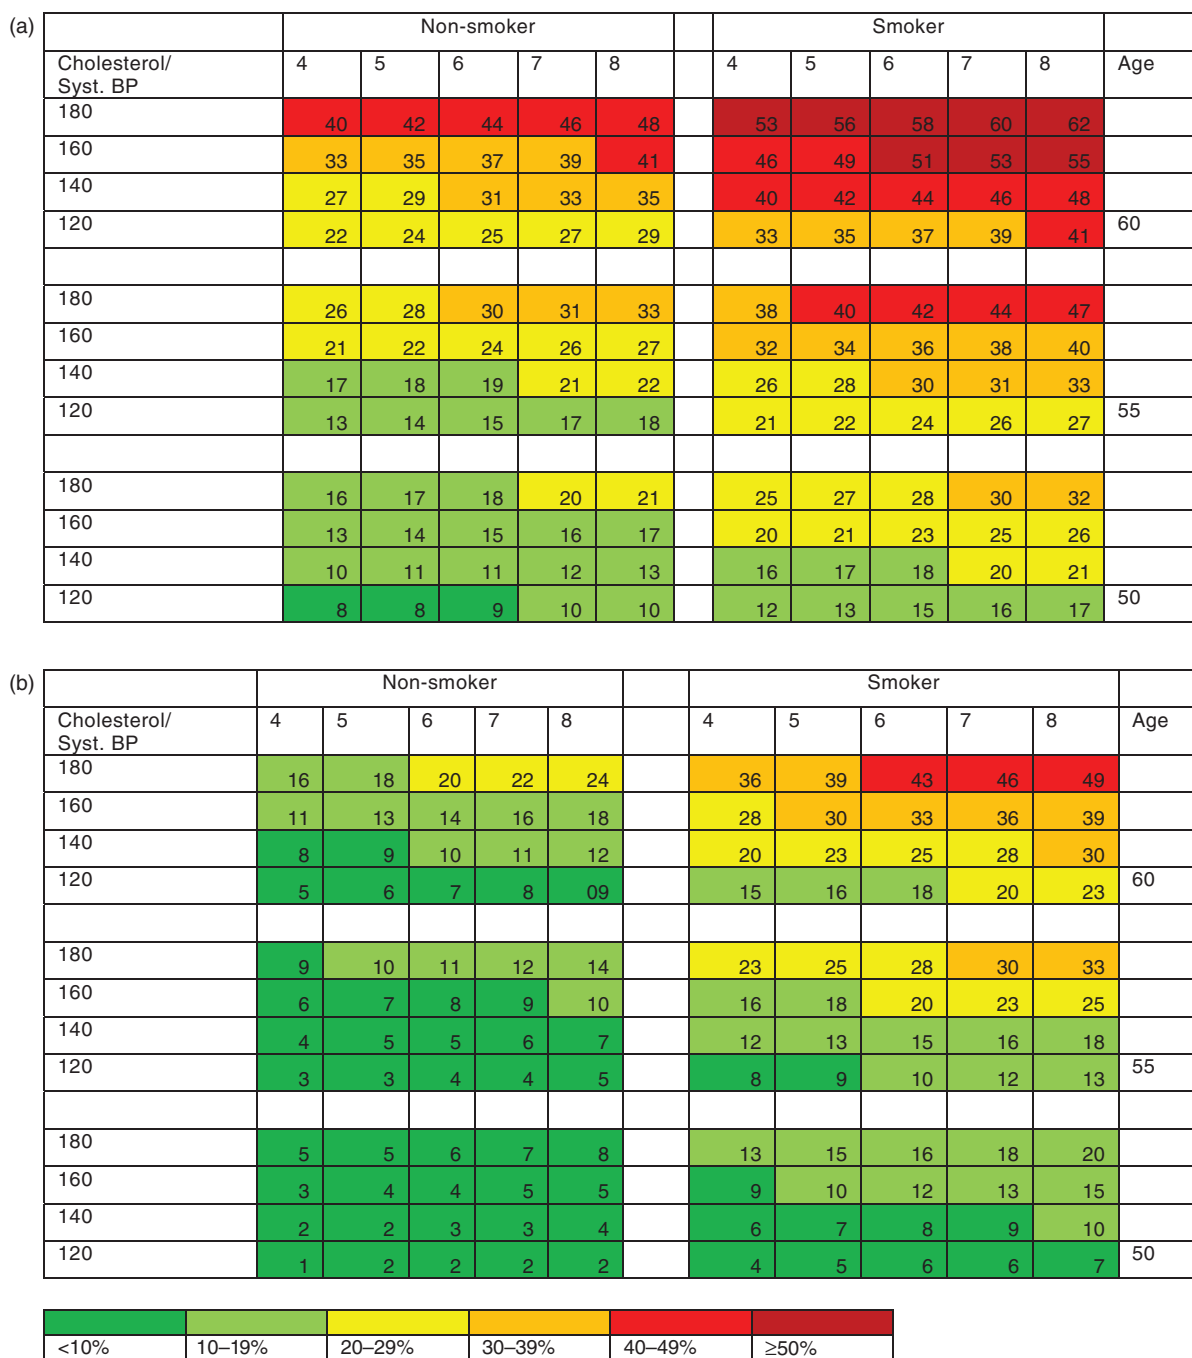 (a)
Non-smoker Smoker
Cholesterol/ 4 5 6 7 8 4 5 6 7 8 Age
Syst. BP
180 40 42 44 46 48 53 56 58 60 62
160 33 35 37 39 41 46 49 51 53 55
140 27 29 31 33 35 40 42 44 46 48
120 22 24 25 27 29 33 35 37 39 41 60
180 26 28 30 31 33 38 40 42 44 47
160 21 22 24 26 27 32 34 36 38 40
140 17 18 19 21 22 26 28 30 31 33
120 13 14 15 17 18 21 22 24 26 27 55
180 16 17 18 20 21 25 27 28 30 32
160 13 14 15 16 17 20 21 23 25 26
140 10 11 11 12 13 16 17 18 20 21
120 8 8 9 10 10 12 13 15 16 17 50
(b)
Non-smoker Smoker
Cholesterol/ 4 5 6 7 8 4 5 6 7 8 Age
Syst. BP
180 16 18 20 22 24 36 39 43 46 49
160 11 13 14 16 18 28 30 33 36 39
140 8 9 10 11 12 20 23 25 28 30
120 5 6 7 8 09 15 16 18 20 23 60
180 9 10 11 12 14 23 25 28 30 33
160 6 7 8 9 10 16 18 20 23 25
140 4 5 5 6 7 12 13 15 16 18
120 3 3 4 4 5 8 9 10 12 13 55
180 5 5 6 7 8 13 15 16 18 20
160 3 4 4 5 5 9 10 12 13 15
140 2 2 3 3 4 6 7 8 9 10
120 1 2 2 2 2 4 5 6 6 7 50
<10% 10–19% 20–29% 30–39% 40–49% ≥50%